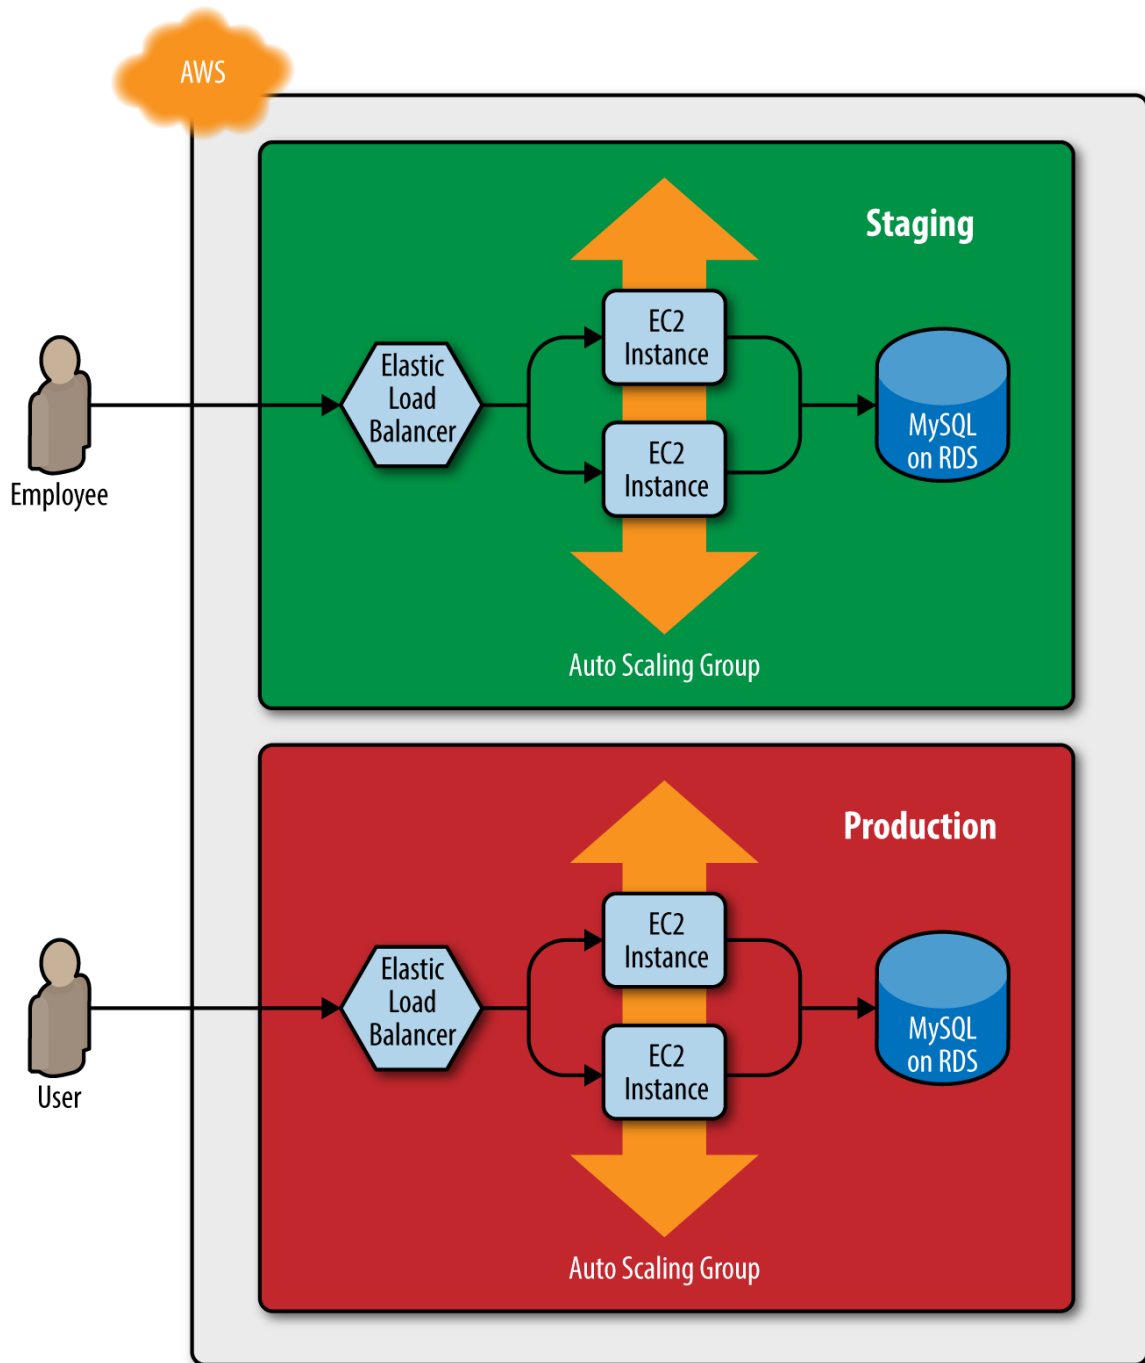 AWS
Staging
EC2
Instance
Elastic
Load
Balancer
EC2
Instance
MySQL
on RDS
Employee
Auto Scaling Group
Production
EC2
Instance
Elastic
Load
Balancer
EC2
Instance
MySQL
on RDS
User
Auto Scaling Group